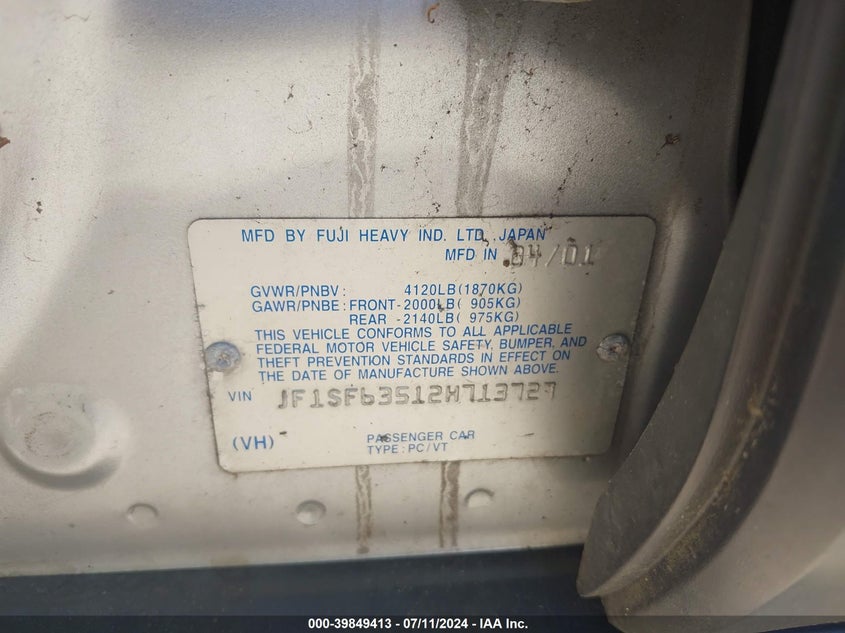 MFD BY FUJI HEAVY IND. LTD. JAPAN
MFD IN 04/01
GVWR/PNBV: 4120LB(1870KG)
GAWR/PNBE: FRONT-2000LB( 905KG)
REAR -2140LB( 975KG)
THIS VEHICLE CONFORMS TO ALL APPLICABLE
FEDERAL MOTOR VEHICLE SAFETY, BUMPER, AND
THEFT PREVENTION STANDARDS IN EFFECT ON
THE DATE OF MANUFACTURE SHOWN ABOVE.
VIN JF1SF63512H713727
(VH) PASSENGER CAR
TYPE: PC/VT
000-39849413 - 07/11/2024 - IAA Inc.